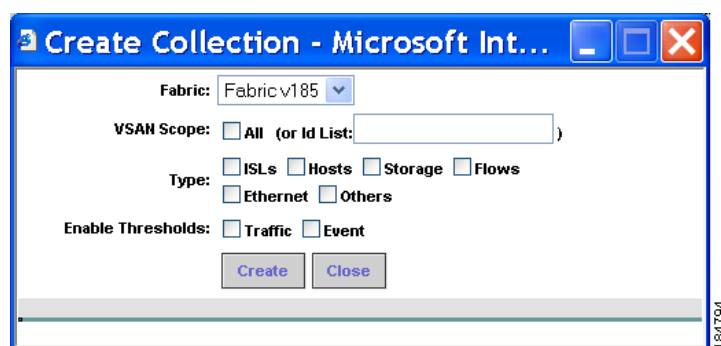 Create Collection - Microsoft Int...
Fabric: Fabric v185
VSAN Scope: All (or Id List: )
Type: ISLs Hosts Storage Flows
Ethernet Others
Enable Thresholds: Traffic Event
Create Close
184794